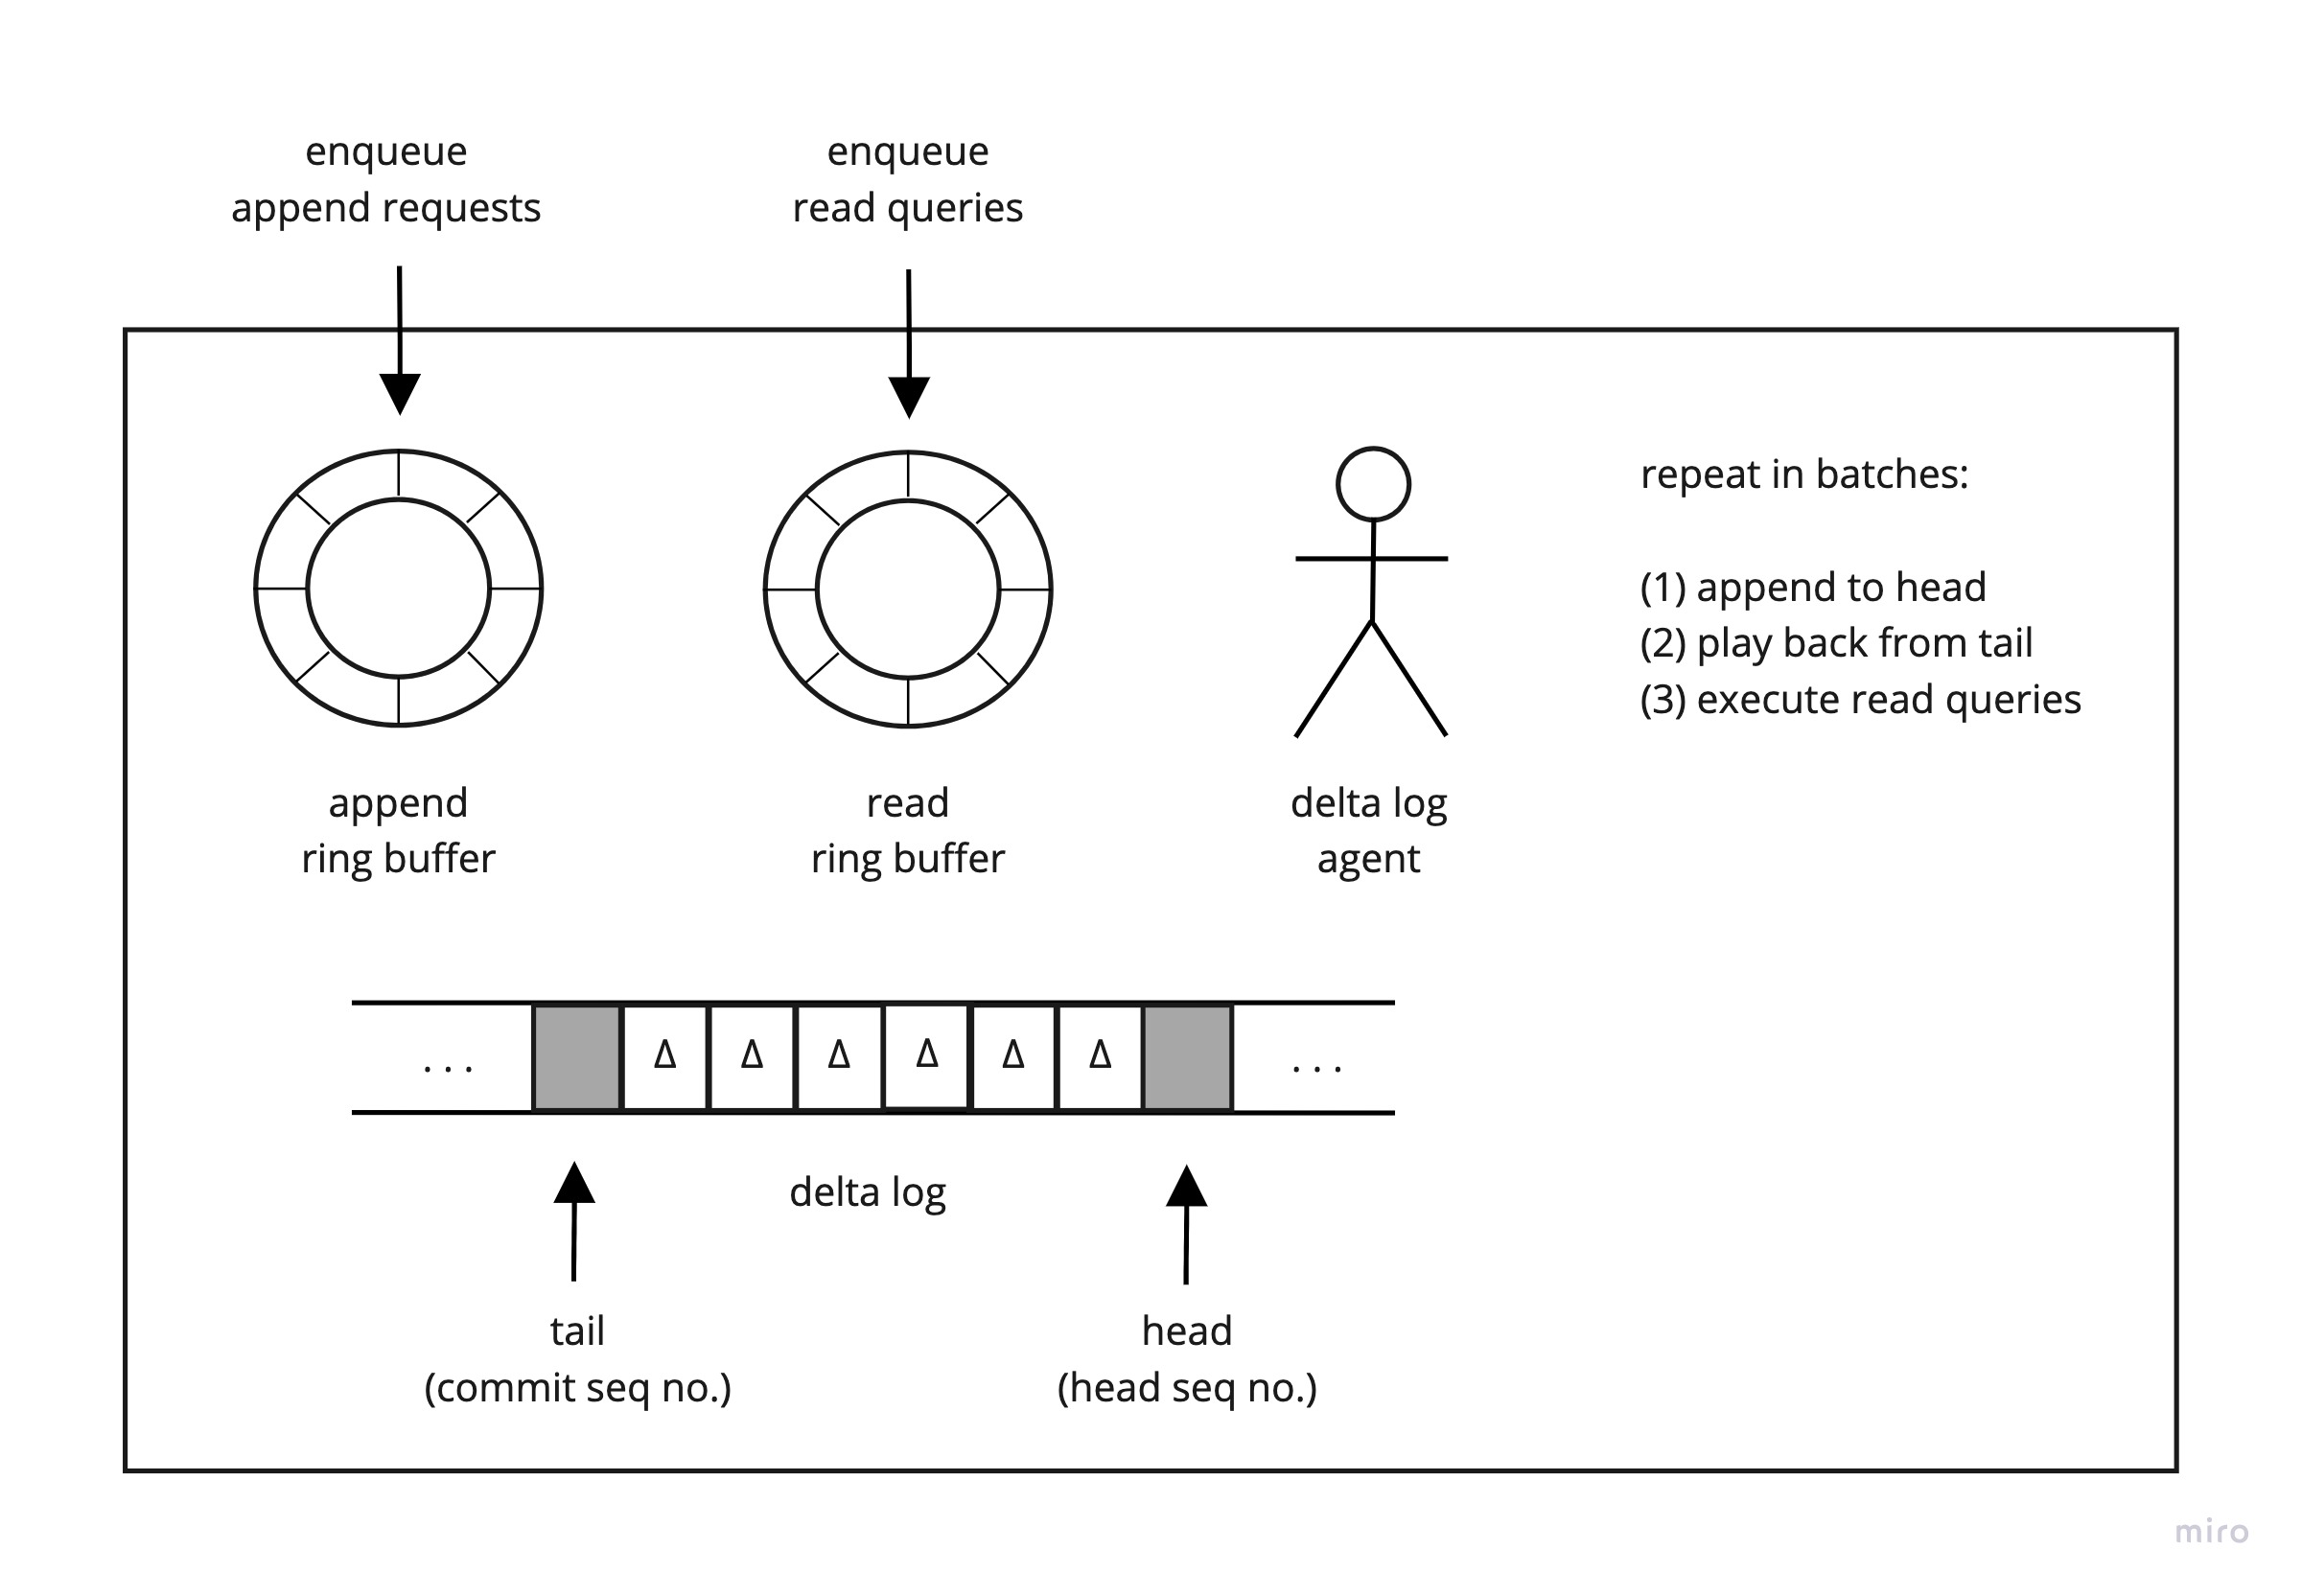 enqueue
append requests
enqueue
read queries
repeat in batches:
(1) append to head
(2) play back from tail
(3) execute read queries
append
ring buffer
read
ring buffer
delta log
agent
. . .
Δ
Δ
Δ
Δ
Δ
Δ
. . .
delta log
tail
(commit seq no.)
head
(head seq no.)
miro